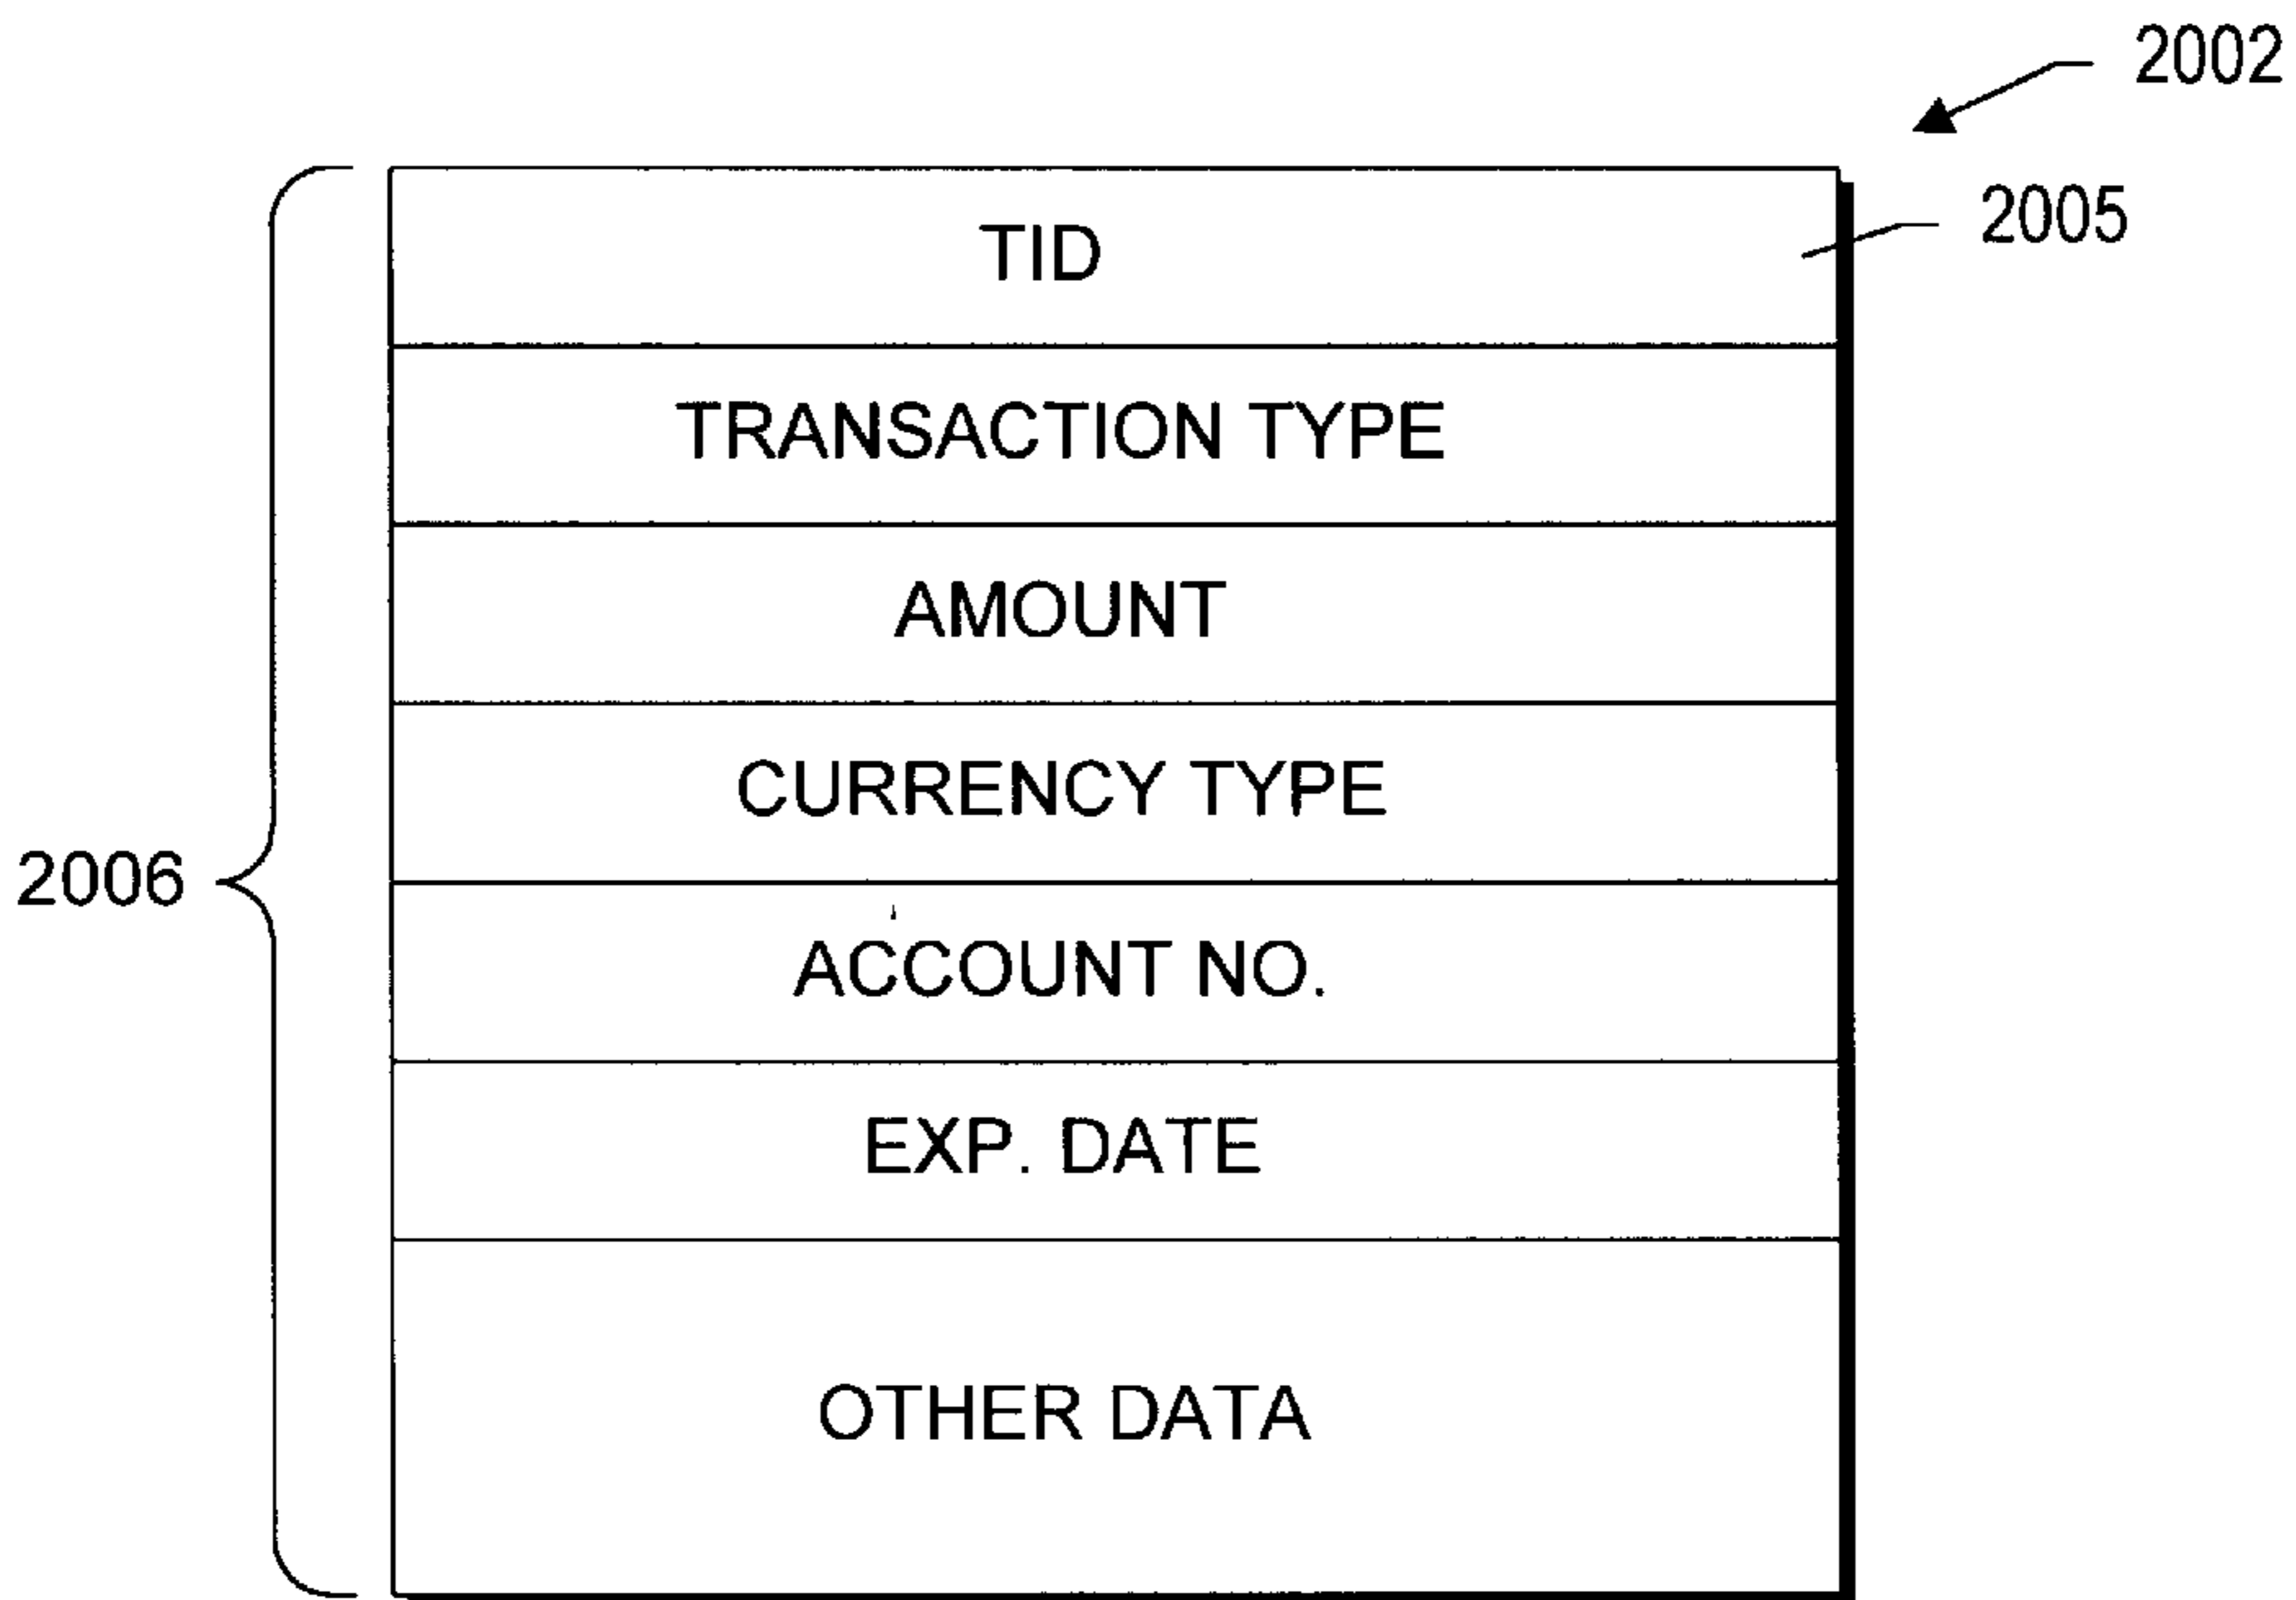 2002
2005
TID
TRANSACTION TYPE
AMOUNT
CURRENCY TYPE
2006
ACCOUNT NO.
EXP. DATE
OTHER DATA